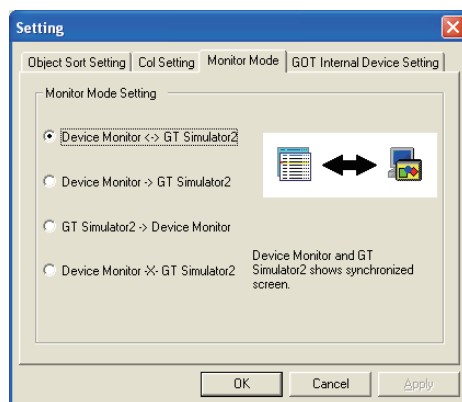 Setting
Object Sort Setting Col Setting Monitor Mode GOT Internal Device Setting
Monitor Mode Setting
Device Monitor <-> GT Simulator2
Device Monitor -> GT Simulator2
GT Simulator2 -> Device Monitor
Device Monitor -X- GT Simulator2
Device Monitor and GT
Simulator2 shows synchronized
screen.
OK Cancel Apply